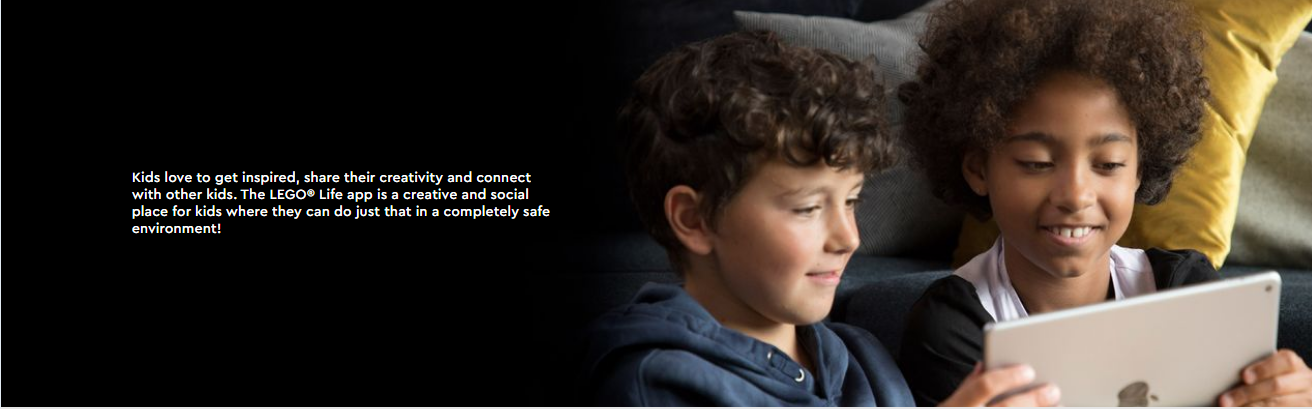 Kids love to get inspired, share their creativity and connect
with other kids. The LEGO® Life app is a creative and social
place for kids where they can do just that in a completely safe
environment!